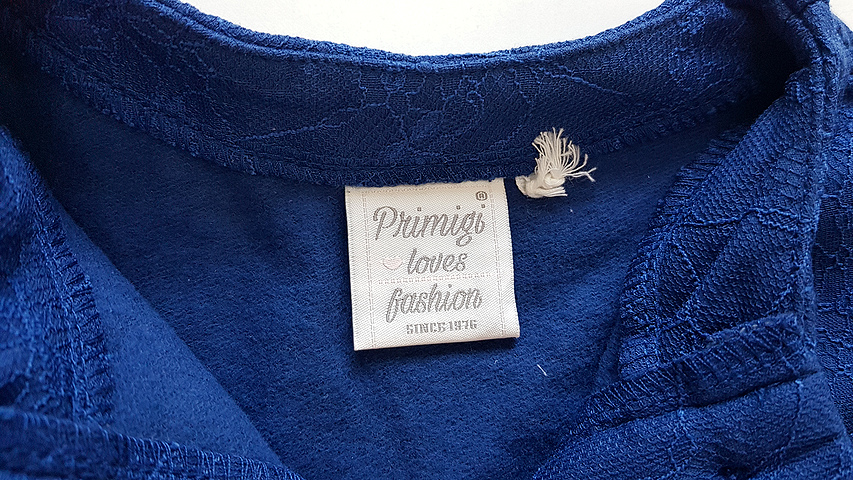 ®
Primigi
loves
fashion
SINCE 1976